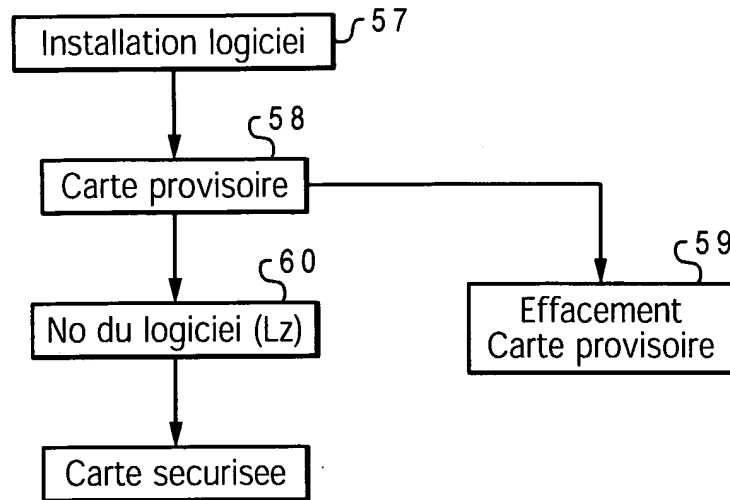 Installation logiciei
57
58
Carte provisoire
59
60
No du logiciei (Lz)
Effacement
Carte provisoire
Carte securisee